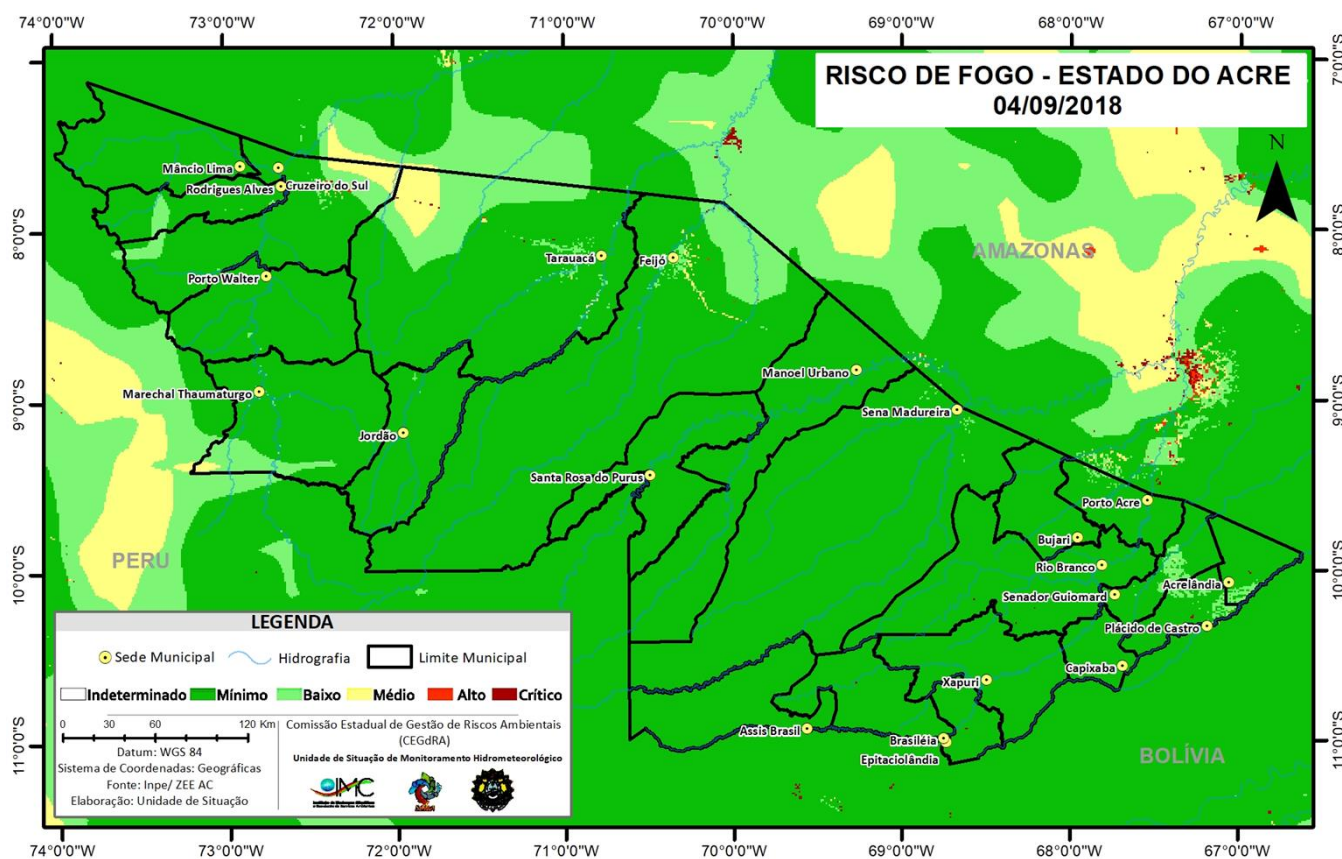 74°0'0"W 73°0'0"W 72°0'0"W 71°0'0"W 70°0'0"W 69°0'0"W 68°0'0"W 67°0'0"W
RISCO DE FOGO - ESTADO DO ACRE
04/09/2018
7°0'0"S
7°0'0"S
N
Mâncio Lima
Rodrigues Alves
Cruzeiro do Sul
8°0'0"S
8°0'0"S
AMAZONAS
Tarauacá
Feijó
Porto Walter
Manoel Urbano
Marechal Thaumaturgo
9°0'0"S
9°0'0"S
Sena Madureira
Jordão
Santa Rosa do Purus
Porto Acre
Bujari
PERU
Rio Branco
10°0'0"S
10°0'0"S
Acrelândia
Senador Guiomard
Plácido de Castro
Capixaba
Xapuri
Assis Brasil
Brasiléia
Epitaciolândia
11°0'0"S
11°0'0"S
BOLÍVIA
LEGENDA
Sede Municipal Hidrografia Limite Municipal
Indeterminado Mínimo Baixo Médio Alto Crítico
0 30 60 120 Km
Datum: WGS 84
Sistema de Coordenadas: Geográficas
Fonte: Inpe/ ZEE AC
Elaboração: Unidade de Situação
Comissão Estadual de Gestão de Riscos Ambientais
(CEGdRA)
Unidade de Situação de Monitoramento Hidrometeorológico
IMC
74°0'0"W 73°0'0"W 72°0'0"W 71°0'0"W 70°0'0"W 69°0'0"W 68°0'0"W 67°0'0"W